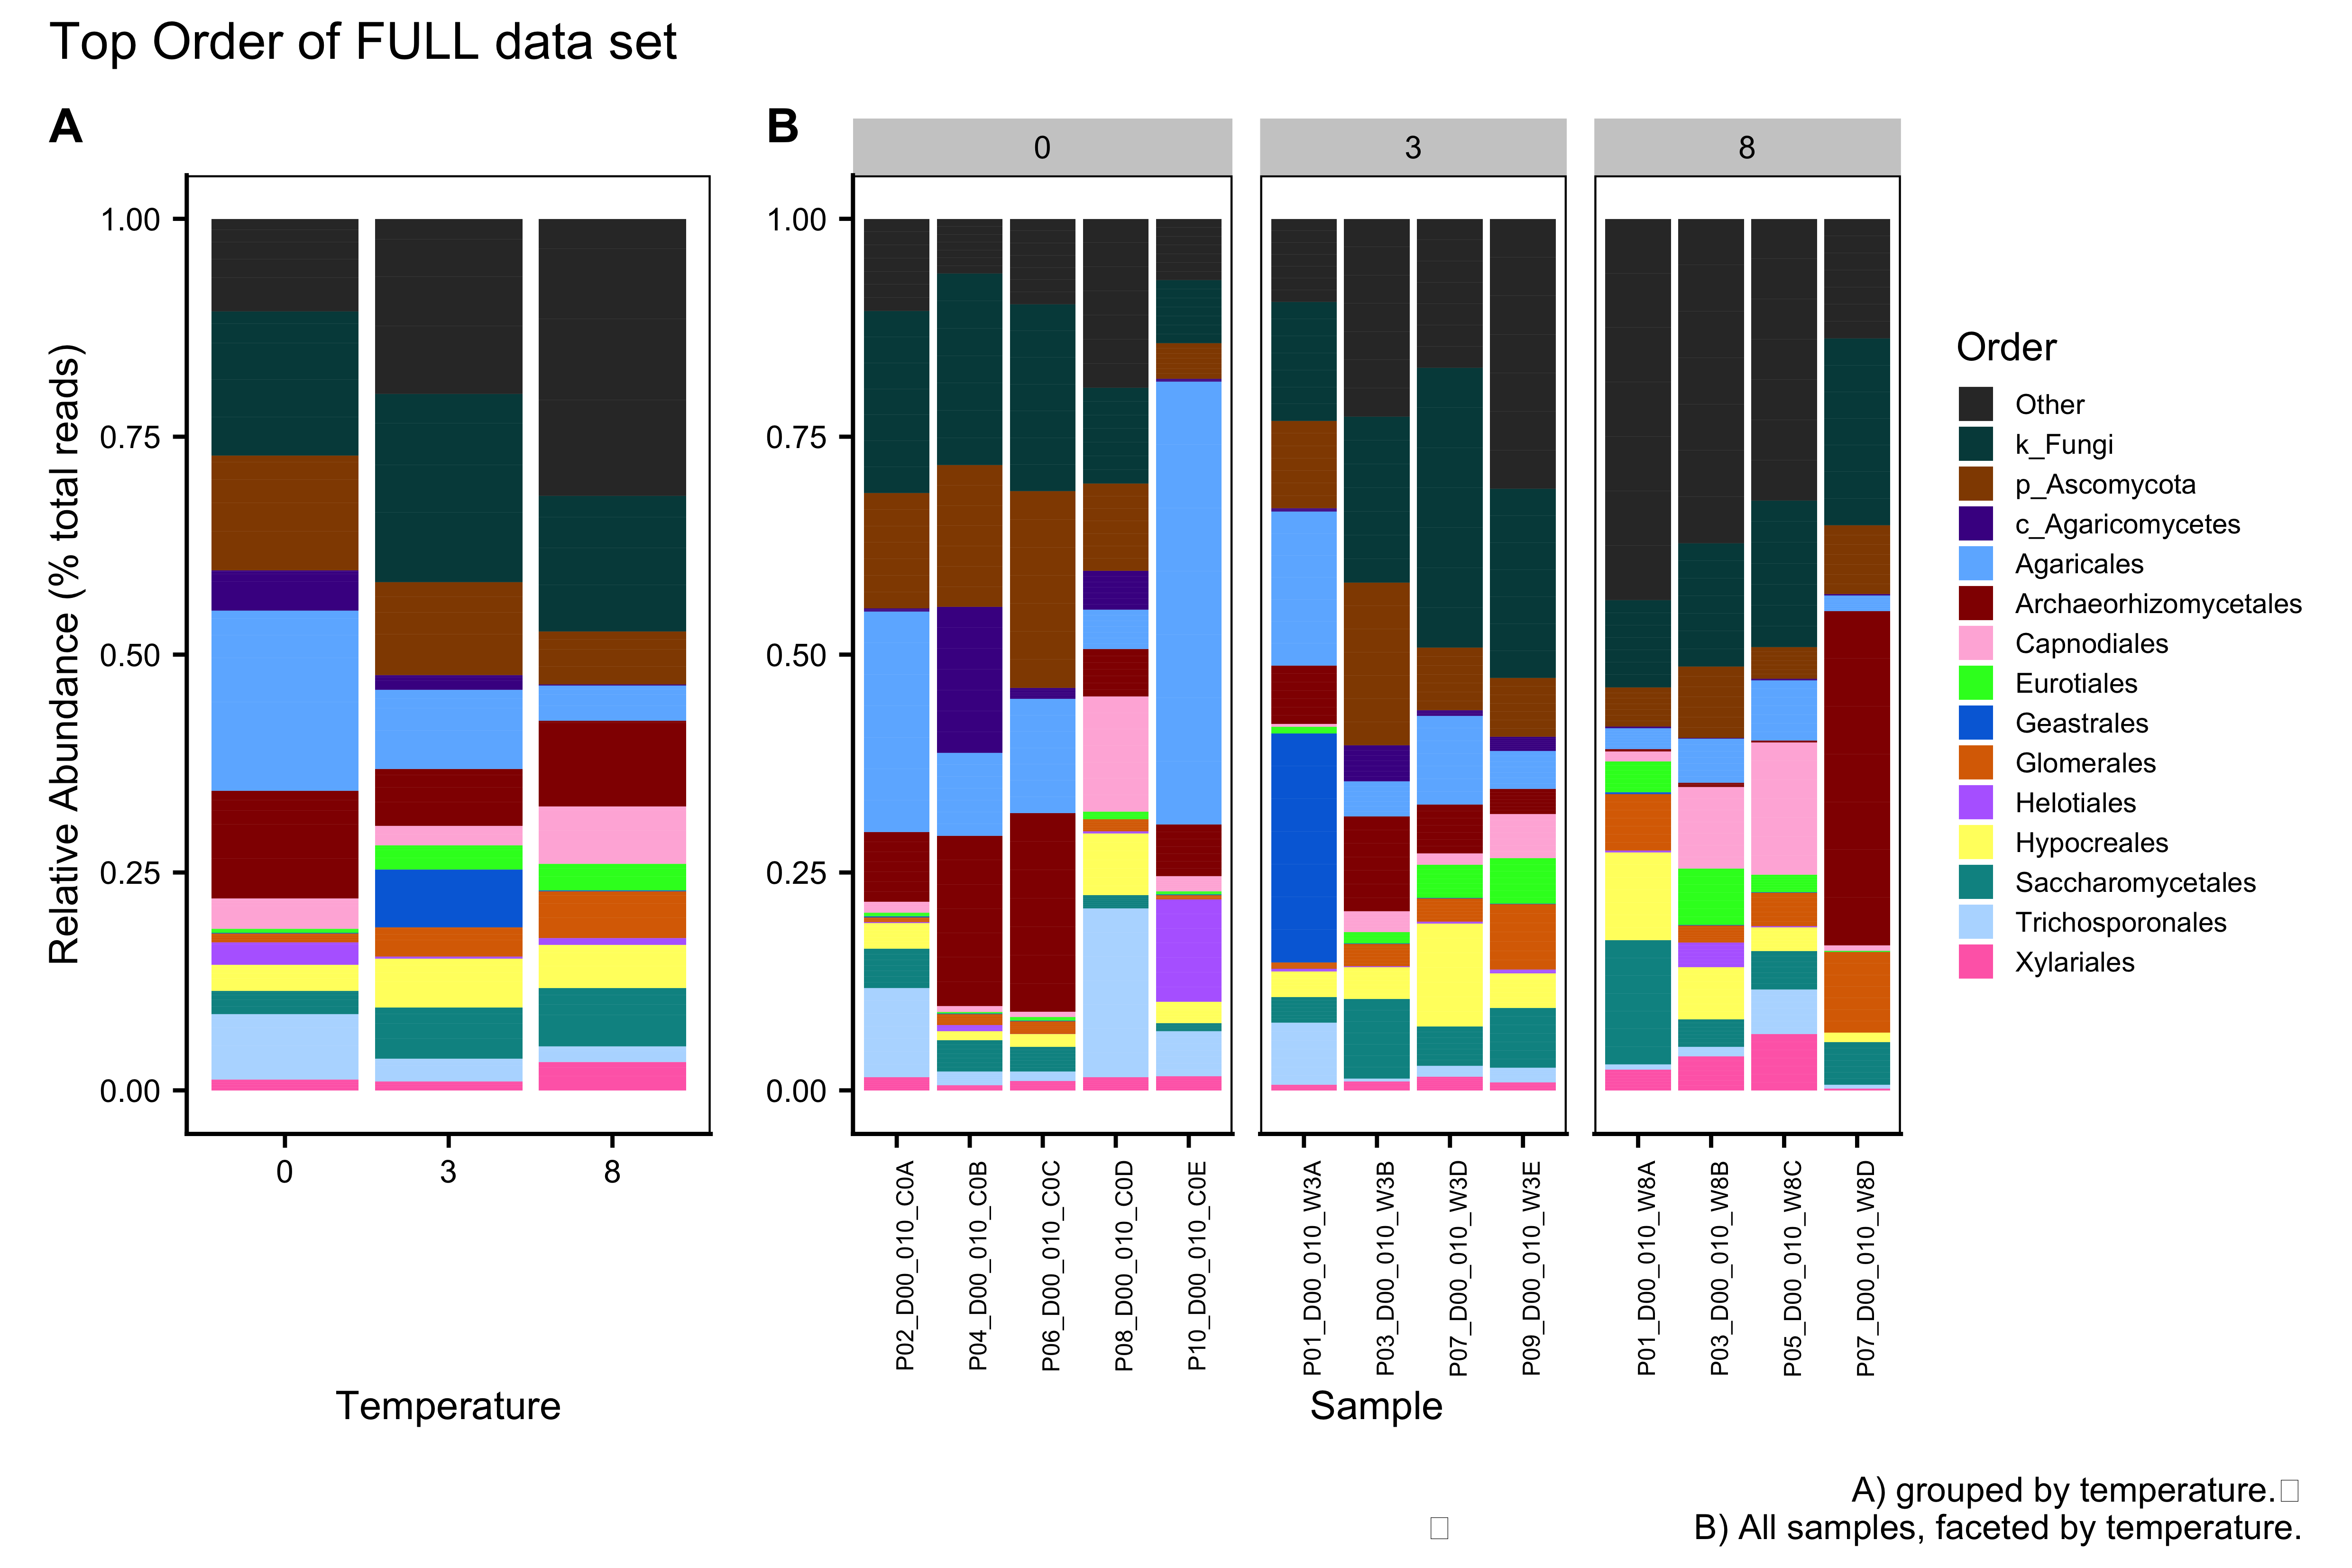 Top Order of FULL data set
A
B
0
3
8
Relative Abundance (% total reads)
1.00
0.75
0.50
0.25
0.00
0
3
8
Temperature
1.00
0.75
0.50
0.25
0.00
P02_D00_010_C0A
P04_D00_010_C0B
P06_D00_010_C0C
P08_D00_010_C0D
P10_D00_010_C0E
P01_D00_010_W3A
P03_D00_010_W3B
P07_D00_010_W3D
P09_D00_010_W3E
P01_D00_010_W8A
P03_D00_010_W8B
P05_D00_010_W8C
P07_D00_010_W8D
Sample
Order
Other
k_Fungi
p_Ascomycota
c_Agaricomycetes
Agaricales
Archaeorhizomycetales
Capnodiales
Eurotiales
Geastrales
Glomerales
Helotiales
Hypocreales
Saccharomycetales
Trichosporonales
Xylariales
A) grouped by temperature.
B) All samples, faceted by temperature.